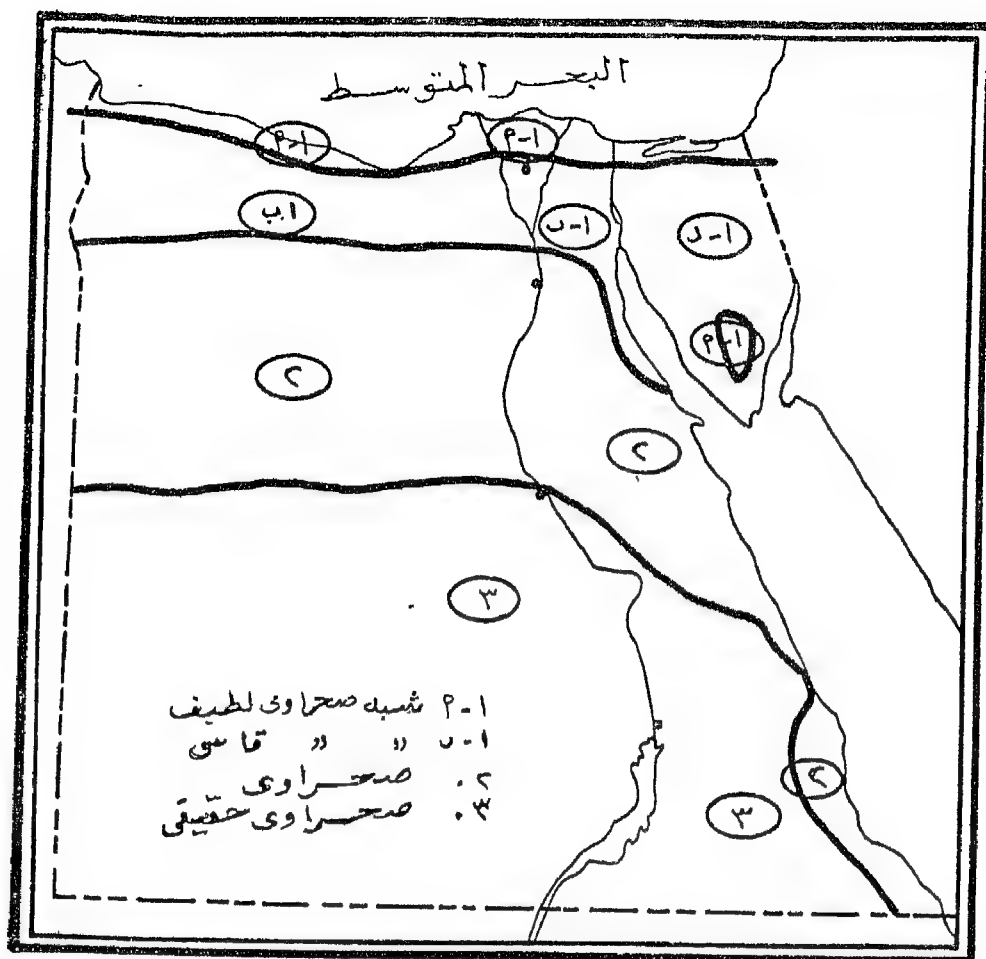 البحر المتوسط
١-م
١-م
١.ب
١-ب
١-ب
١-م
٢
٢
٣
٢
٣
١-م شبه صحراوى لطيف
١-ب " " قاسى
٢. صحراوى
٣. صحراوى حقيقى